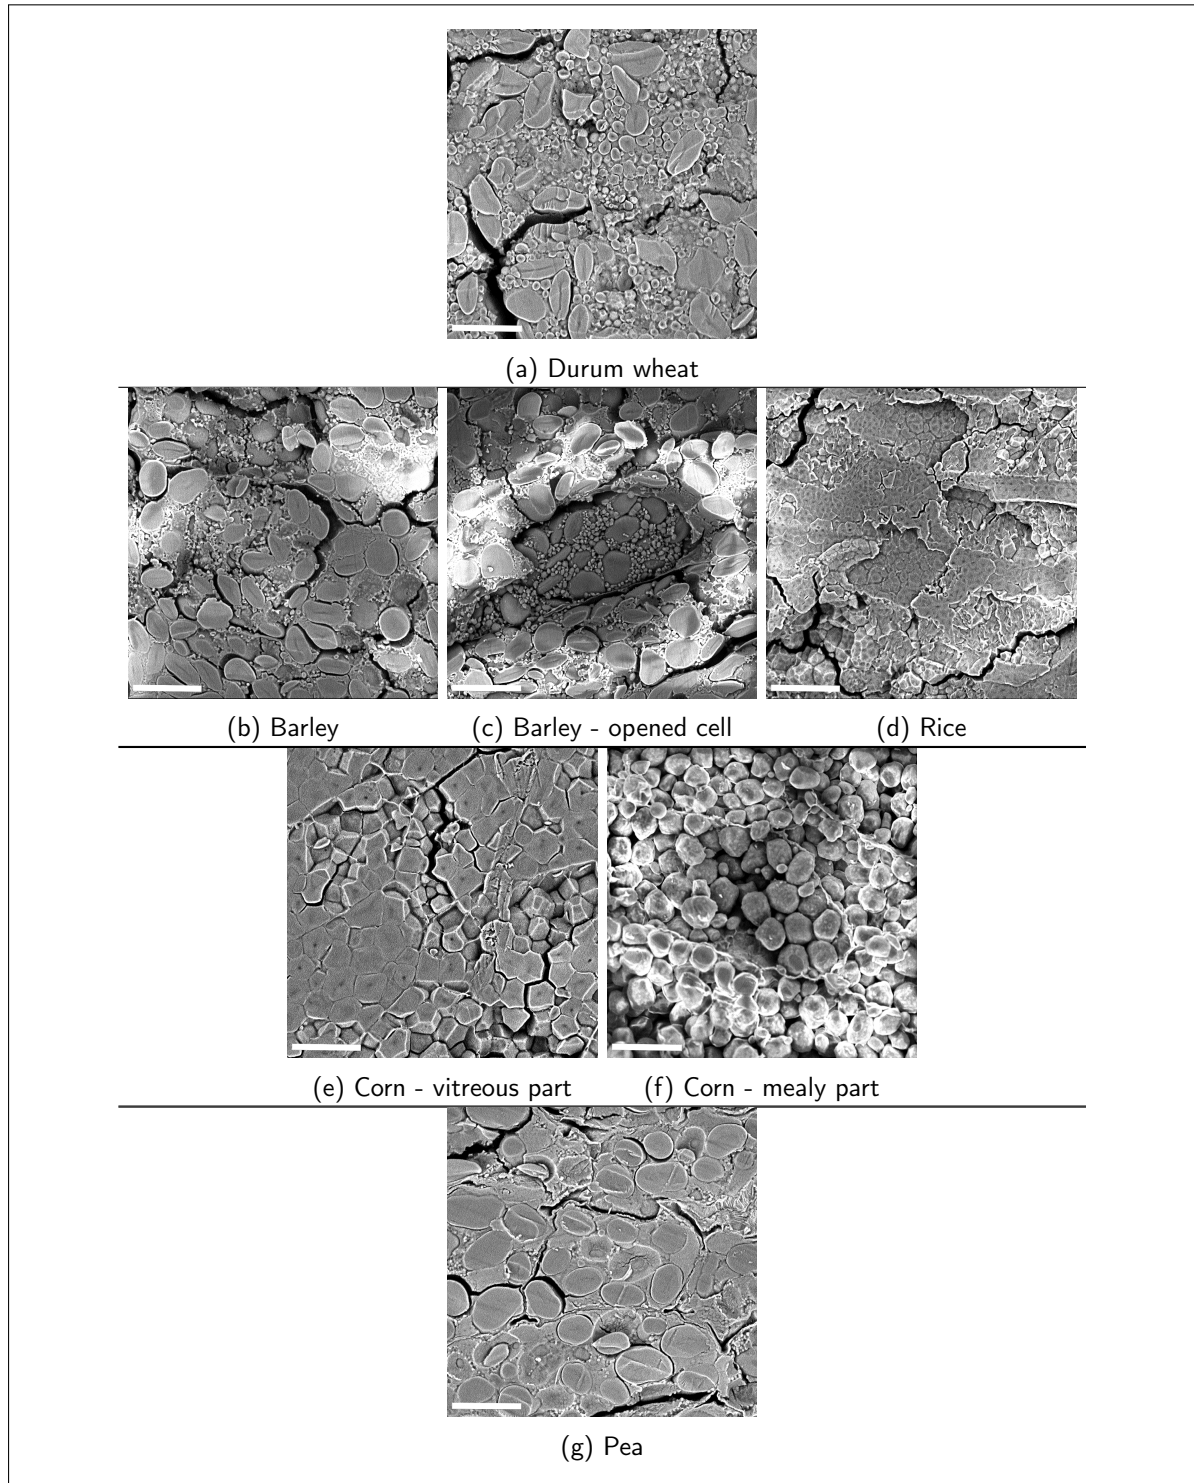 (a) Durum wheat
(b) Barley
(c) Barley - opened cell
(d) Rice
(e) Corn - vitreous part
(f) Corn - mealy part
(g) Pea